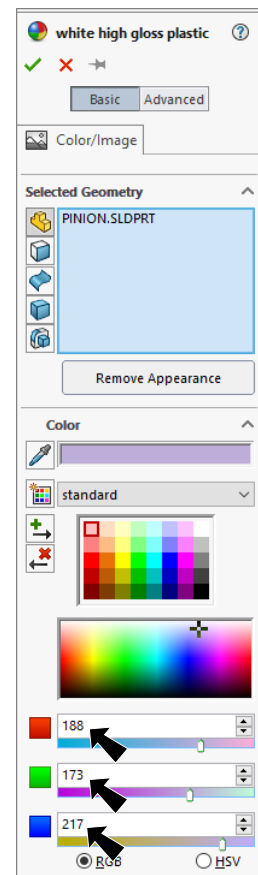 white high gloss plastic ?
Basic Advanced
Color/Image
Selected Geometry
PINION.SLDPRT
Remove Appearance
Color
standard
188
173
217
RGB HSV